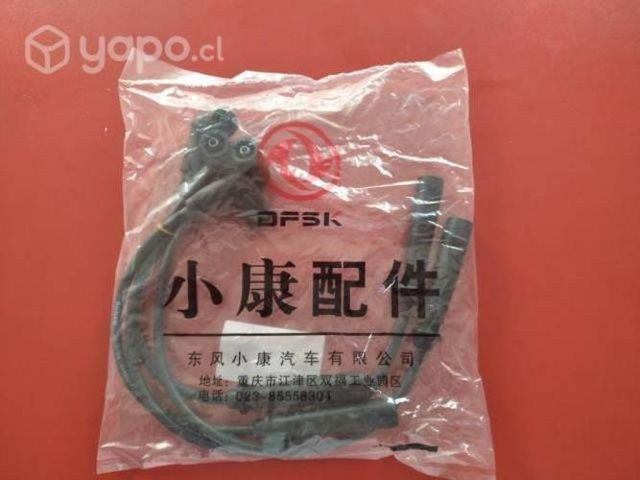 yapo.cl
DFSK
小康配件
东风小康汽车有限公司
地址：重庆市江津区双福工业园区
电话：023-85558304